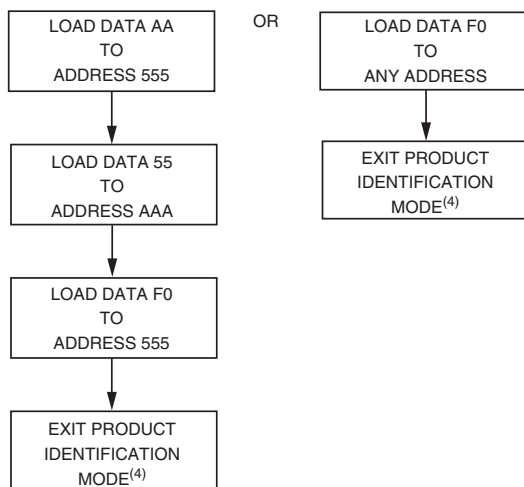 LOAD DATA AA
TO
ADDRESS 555
LOAD DATA 55
TO
ADDRESS AAA
LOAD DATA F0
TO
ADDRESS 555
EXIT PRODUCT
IDENTIFICATION
MODE(4)
OR
LOAD DATA F0
TO
ANY ADDRESS
EXIT PRODUCT
IDENTIFICATION
MODE(4)